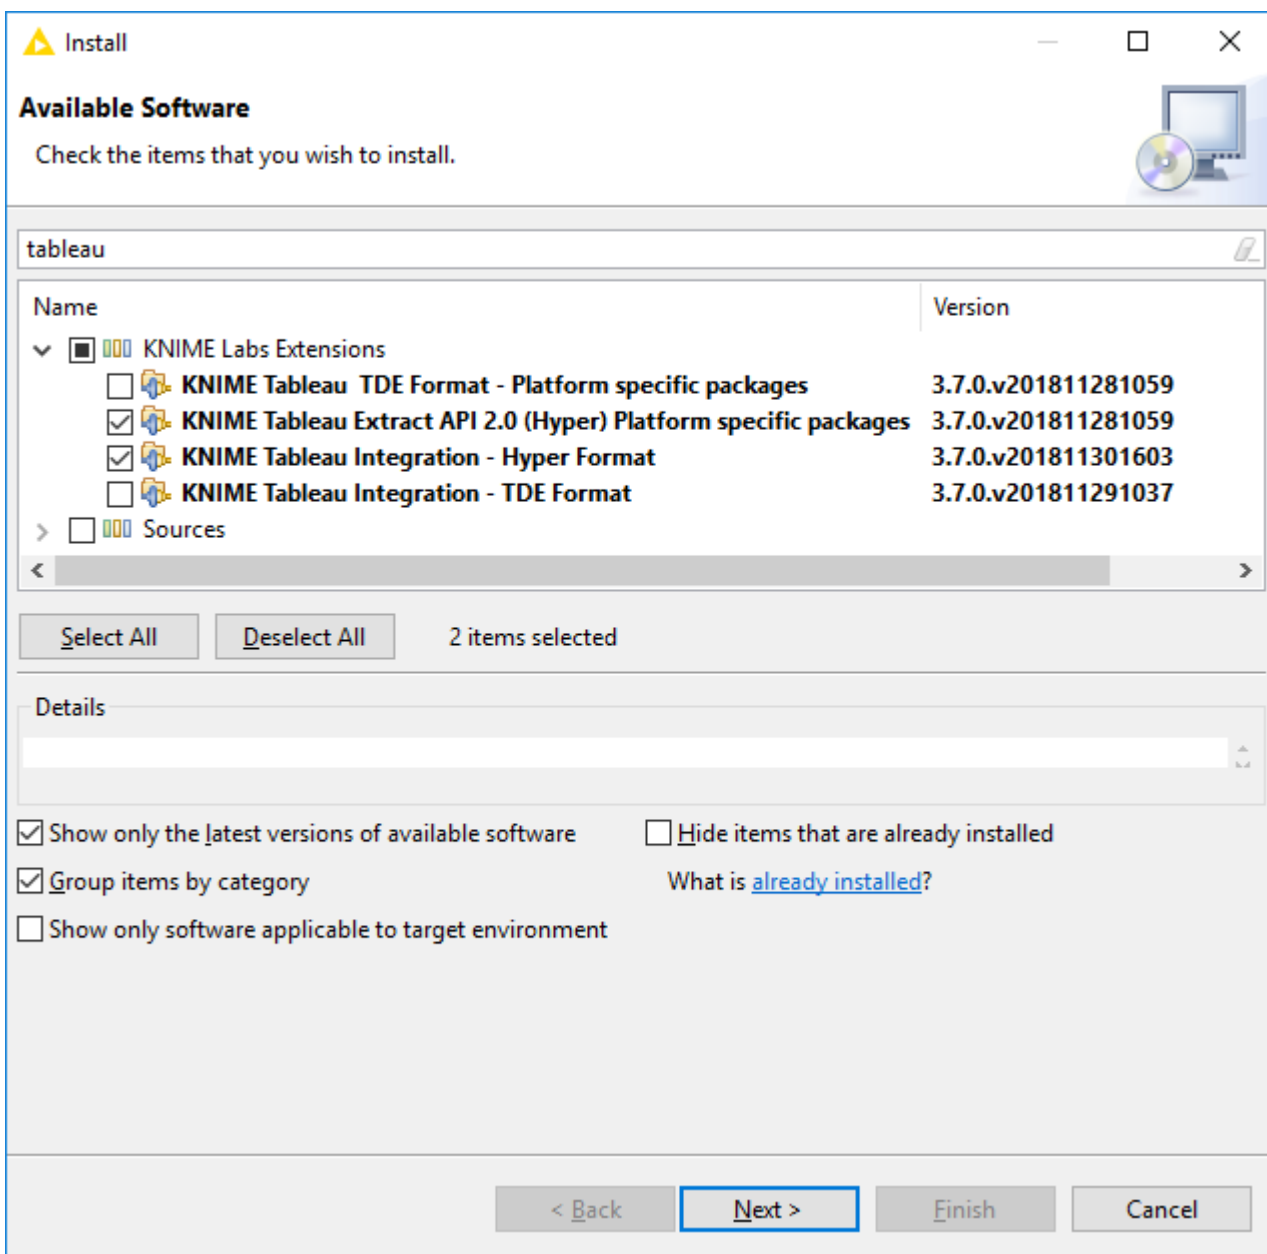 Install
Available Software
Check the items that you wish to install.
tableau
Name Version
KNIME Labs Extensions
KNIME Tableau  TDE Format - Platform specific packages 3.7.0.v201811281059
KNIME Tableau Extract API 2.0 (Hyper) Platform specific packages 3.7.0.v201811281059
KNIME Tableau Integration - Hyper Format 3.7.0.v201811301603
KNIME Tableau Integration - TDE Format 3.7.0.v201811291037
Sources
Select All Deselect All 2 items selected
Details
Show only the latest versions of available software Hide items that are already installed
Group items by category What is already installed?
Show only software applicable to target environment
< Back Next > Finish Cancel